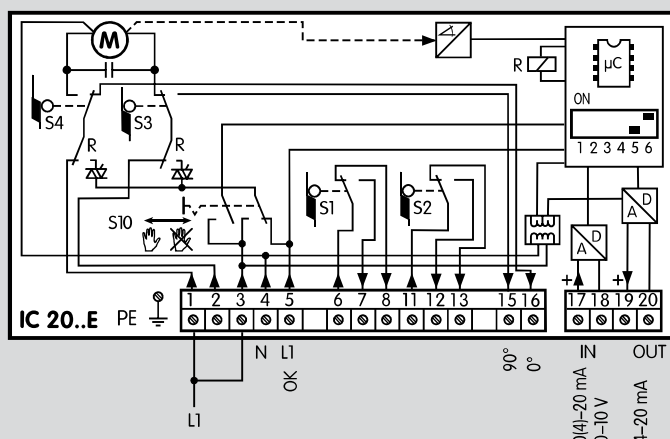 M
R
µC
ON
S4
S3
R
R
1 2 3 4 5 6
S1
S2
S10
D
A
D
A
+
+
1 2 3 4 5 6 7 8 11 12 13 15 16 17 18 19 20
IC 20..E
PE
N
L1
OK
90°
0°
IN
OUT
0(4)–20 mA
0–10 V
4–20 mA
L1